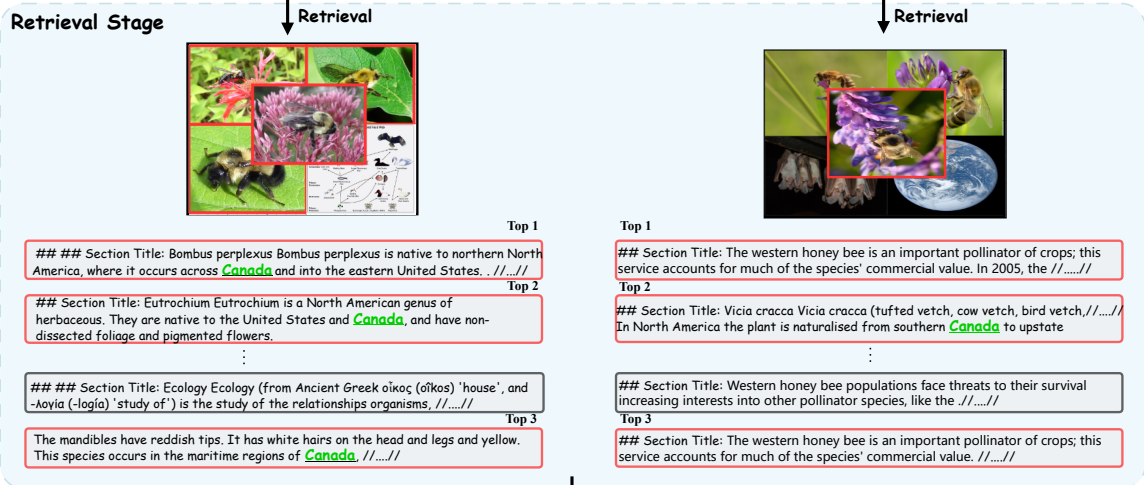 Retrieval Stage
Retrieval
Top 1
## ## Section Title: Bombus perplexus Bombus perplexus is native to northern North
America, where it occurs across Canada and into the eastern United States. . //...//
Top 2
## Section Title: Eutrochium Eutrochium is a North American genus of
herbaceous. They are native to the United States and Canada, and have non-
dissected foliage and pigmented flowers.
⋮
## ## Section Title: Ecology Ecology (from Ancient Greek οἶκος (oîkos) 'house', and
-λογία (-logía) 'study of') is the study of the relationships organisms, //....//
Top 3
The mandibles have reddish tips. It has white hairs on the head and legs and yellow.
This species occurs in the maritime regions of Canada, //....//
Retrieval
Top 1
## Section Title: The western honey bee is an important pollinator of crops; this
service accounts for much of the species' commercial value. In 2005, the //.....//
Top 2
## Section Title: Vicia cracca Vicia cracca (tufted vetch, cow vetch, bird vetch,//....//
In North America the plant is naturalised from southern Canada to upstate
⋮
## Section Title: Western honey bee populations face threats to their survival
increasing interests into other pollinator species, like the .//....//
Top 3
## Section Title: The western honey bee is an important pollinator of crops; this
service accounts for much of the species' commercial value. //....//